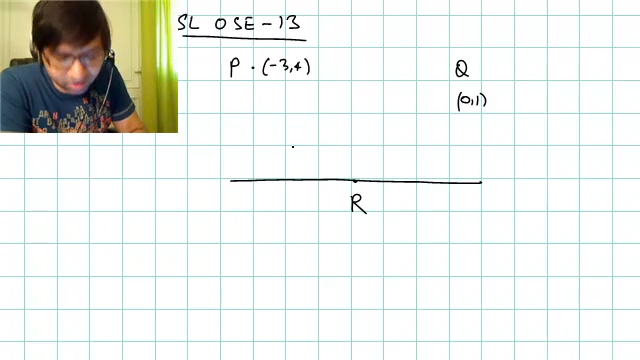 SL OSE-13
P · (-3,4) Q
(0,1)
R